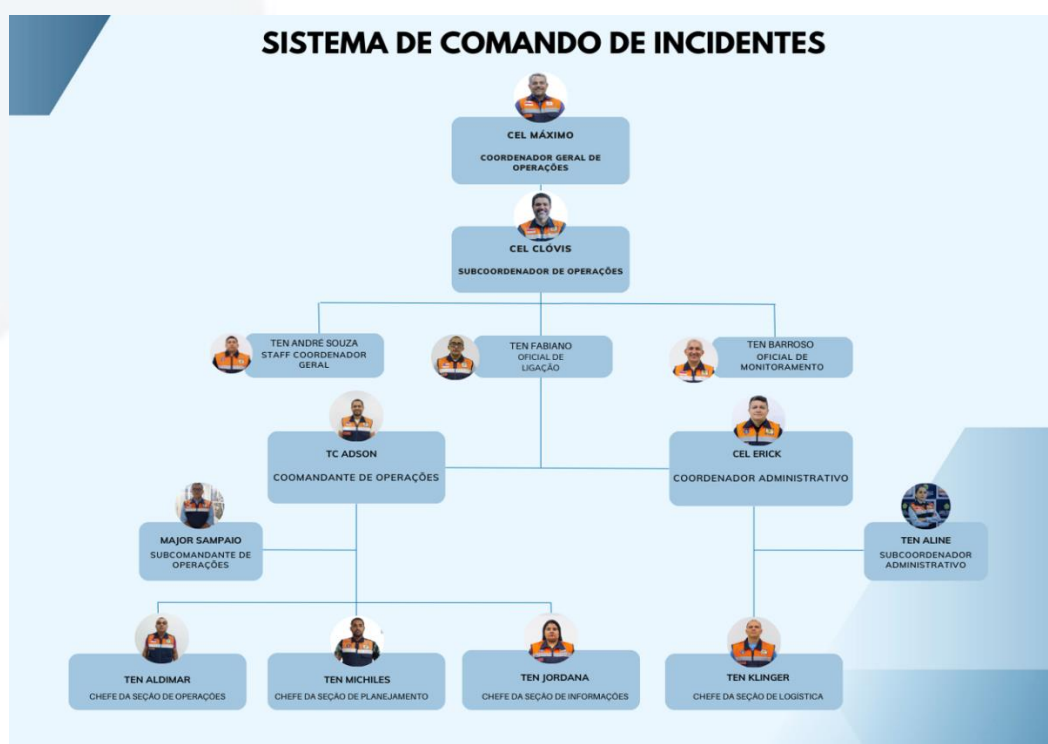 SISTEMA DE COMANDO DE INCIDENTES
CEL MÁXIMO
COORDENADOR GERAL DE
OPERAÇÕES
CEL CLÓVIS
SUBCOORDENADOR DE OPERAÇÕES
TEN ANDRÉ SOUZA
STAFF COORDENADOR
GERAL
TEN FABIANO
OFICIAL DE
LIGAÇÃO
TEN BARROSO
OFICIAL DE
MONITORAMENTO
TC ADSON
COOMANDANTE DE OPERAÇÕES
CEL ERICK
COORDENADOR ADMINISTRATIVO
MAJOR SAMPAIO
SUBCOMANDANTE DE
OPERAÇÕES
TEN ALINE
SUBCOORDENADOR
ADMINISTRATIVO
TEN ALDIMAR
CHEFE DA SEÇÃO DE OPERAÇÕES
TEN MICHILES
CHEFE DA SEÇÃO DE PLANEJAMENTO
TEN JORDANA
CHEFE DA SEÇÃO DE INFORMAÇÕES
TEN KLINGER
CHEFE DA SEÇÃO DE LOGÍSTICA